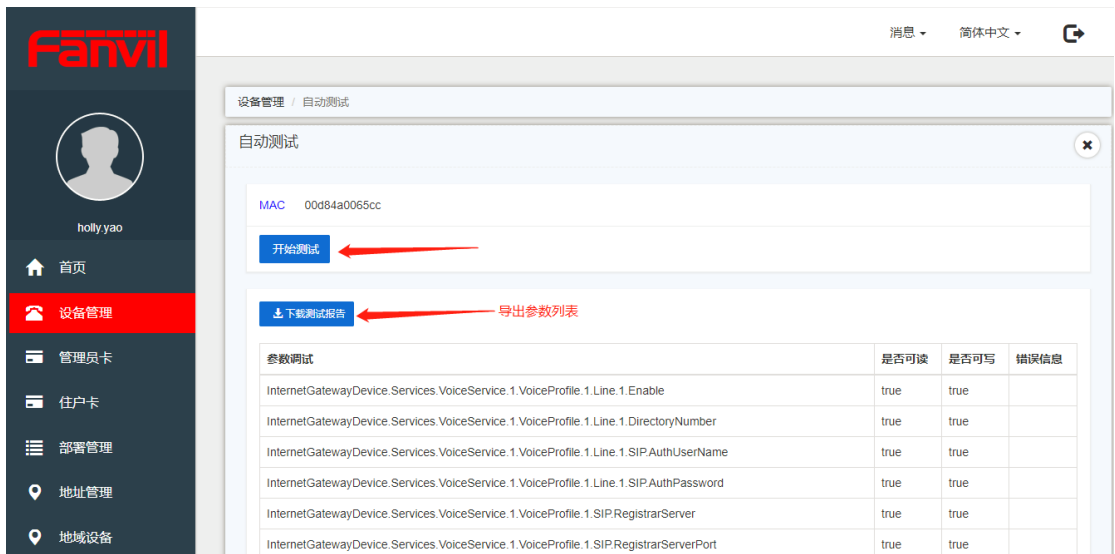 Fanvil
消息 简体中文
设备管理 / 自动测试
自动测试
MAC 00d84a0065cc
holly.yao
开始测试
首页
设备管理
下载测试报告 导出参数列表
管理员卡
参数调试 是否可读 是否可写 错误信息
InternetGatewayDevice.Services.VoiceService.1.VoiceProfile.1.Line.1.Enable true true
住户卡
InternetGatewayDevice.Services.VoiceService.1.VoiceProfile.1.Line.1.DirectoryNumber true true
部署管理
InternetGatewayDevice.Services.VoiceService.1.VoiceProfile.1.Line.1.SIP.AuthUserName true true
地址管理
InternetGatewayDevice.Services.VoiceService.1.VoiceProfile.1.Line.1.SIP.AuthPassword true true
InternetGatewayDevice.Services.VoiceService.1.VoiceProfile.1.SIP.RegistrarServer true true
地域设备
InternetGatewayDevice.Services.VoiceService.1.VoiceProfile.1.SIP.RegistrarServerPort true true